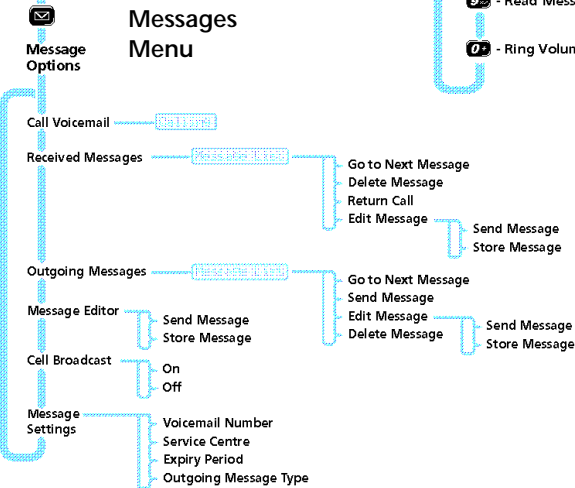 Messages
Menu
- Read Mess
0+ - Ring Volum
Message
Options
Call Voicemail
Received Messages
Go to Next Message
Delete Message
Return Call
Edit Message
Send Message
Store Message
Outgoing Messages
Go to Next Message
Send Message
Edit Message
Delete Message
Send Message
Store Message
Message Editor
Send Message
Store Message
Cell Broadcast
On
Off
Message
Settings
Voicemail Number
Service Centre
Expiry Period
Outgoing Message Type